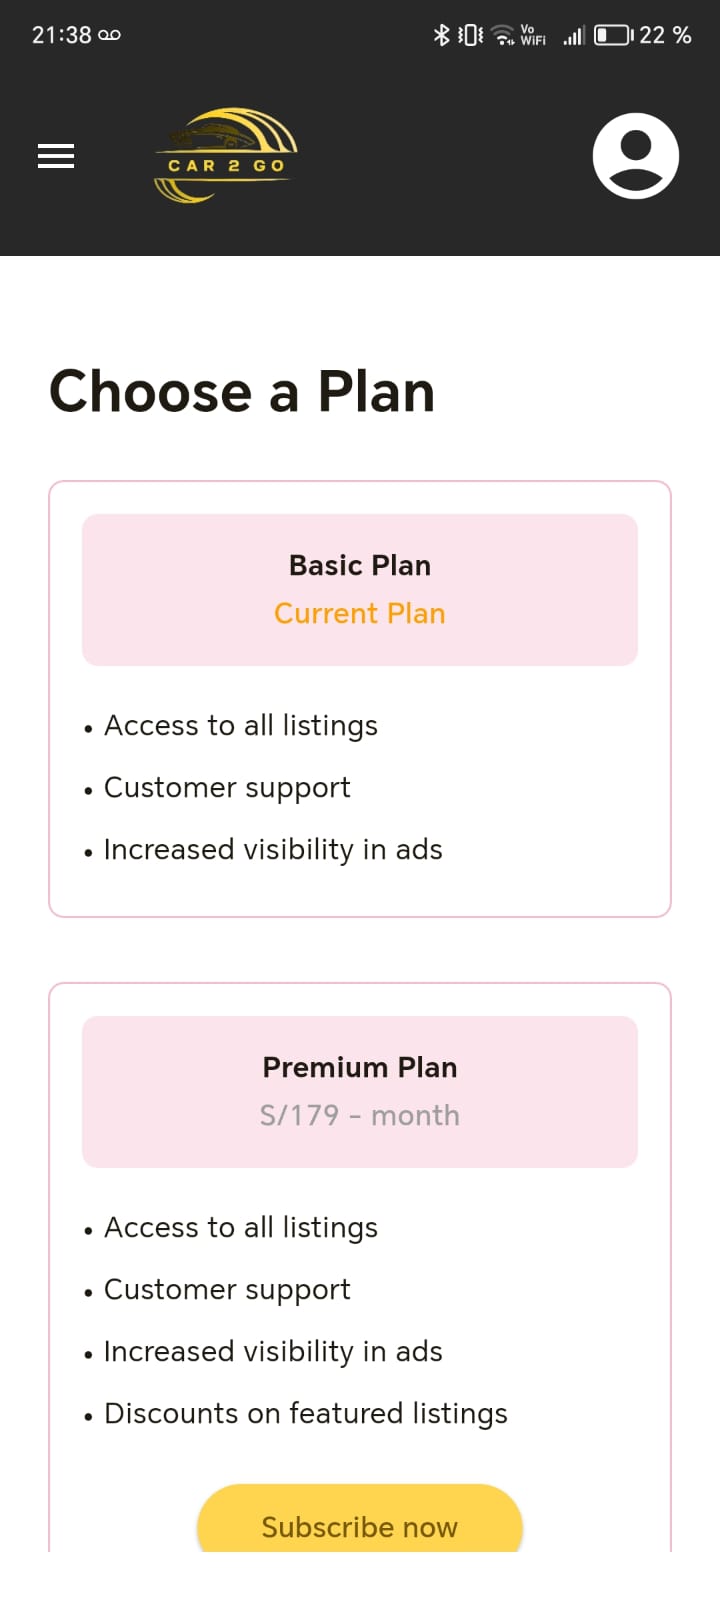 21:38
Vo
WiFi
22 %
CAR 2 GO
Choose a Plan
Basic Plan
Current Plan
• Access to all listings
• Customer support
• Increased visibility in ads
Premium Plan
S/179 - month
• Access to all listings
• Customer support
• Increased visibility in ads
• Discounts on featured listings
Subscribe now